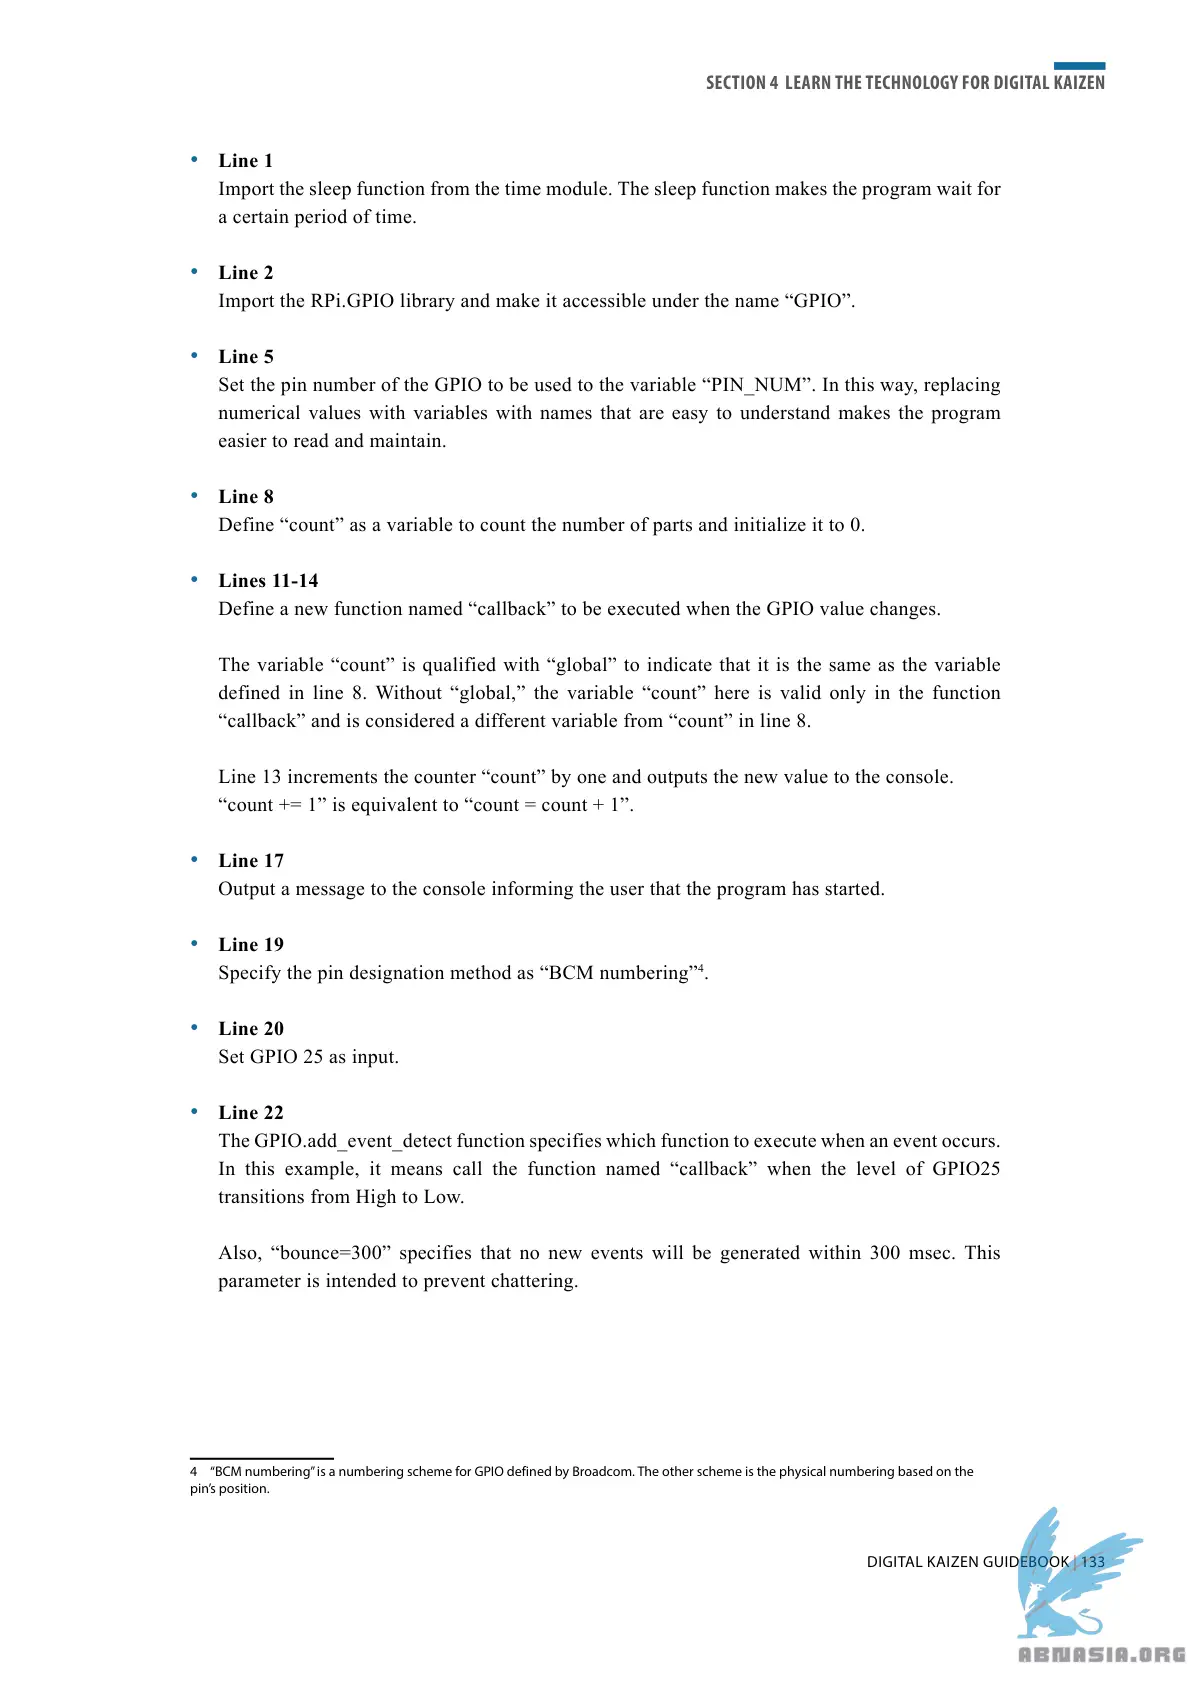 SECTION 4 LEARN THE TECHNOLOGY FOR DIGITAL KAIZEN
• Line 1
Import the sleep function from the time module. The sleep function makes the program wait for
a certain period of time.
• Line 2
Import the RPi.GPIO library and make it accessible under the name “GPIO”.
• Line 5
Set the pin number of the GPIO to be used to the variable “PIN_NUM”. In this way, replacing
numerical values with variables with names that are easy to understand makes the program
easier to read and maintain.
• Line 8
Define “count” as a variable to count the number of parts and initialize it to 0.
• Lines 11-14
Define a new function named “callback” to be executed when the GPIO value changes.
The variable “count” is qualified with “global” to indicate that it is the same as the variable
defined in line 8. Without “global,” the variable “count” here is valid only in the function
“callback” and is considered a different variable from “count” in line 8.
Line 13 increments the counter “count” by one and outputs the new value to the console.
“count += 1” is equivalent to “count = count + 1”.
• Line 17
Output a message to the console informing the user that the program has started.
• Line 19
Specify the pin designation method as “BCM numbering”⁴.
• Line 20
Set GPIO 25 as input.
• Line 22
The GPIO.add_event_detect function specifies which function to execute when an event occurs.
In this example, it means call the function named “callback” when the level of GPIO25
transitions from High to Low.
Also, “bounce=300” specifies that no new events will be generated within 300 msec. This
parameter is intended to prevent chattering.
4 “BCM numbering” is a numbering scheme for GPIO defined by Broadcom. The other scheme is the physical numbering based on the
pin’s position.
DIGITAL KAIZEN GUIDEBOOK | 133
ABNASIA.ORG